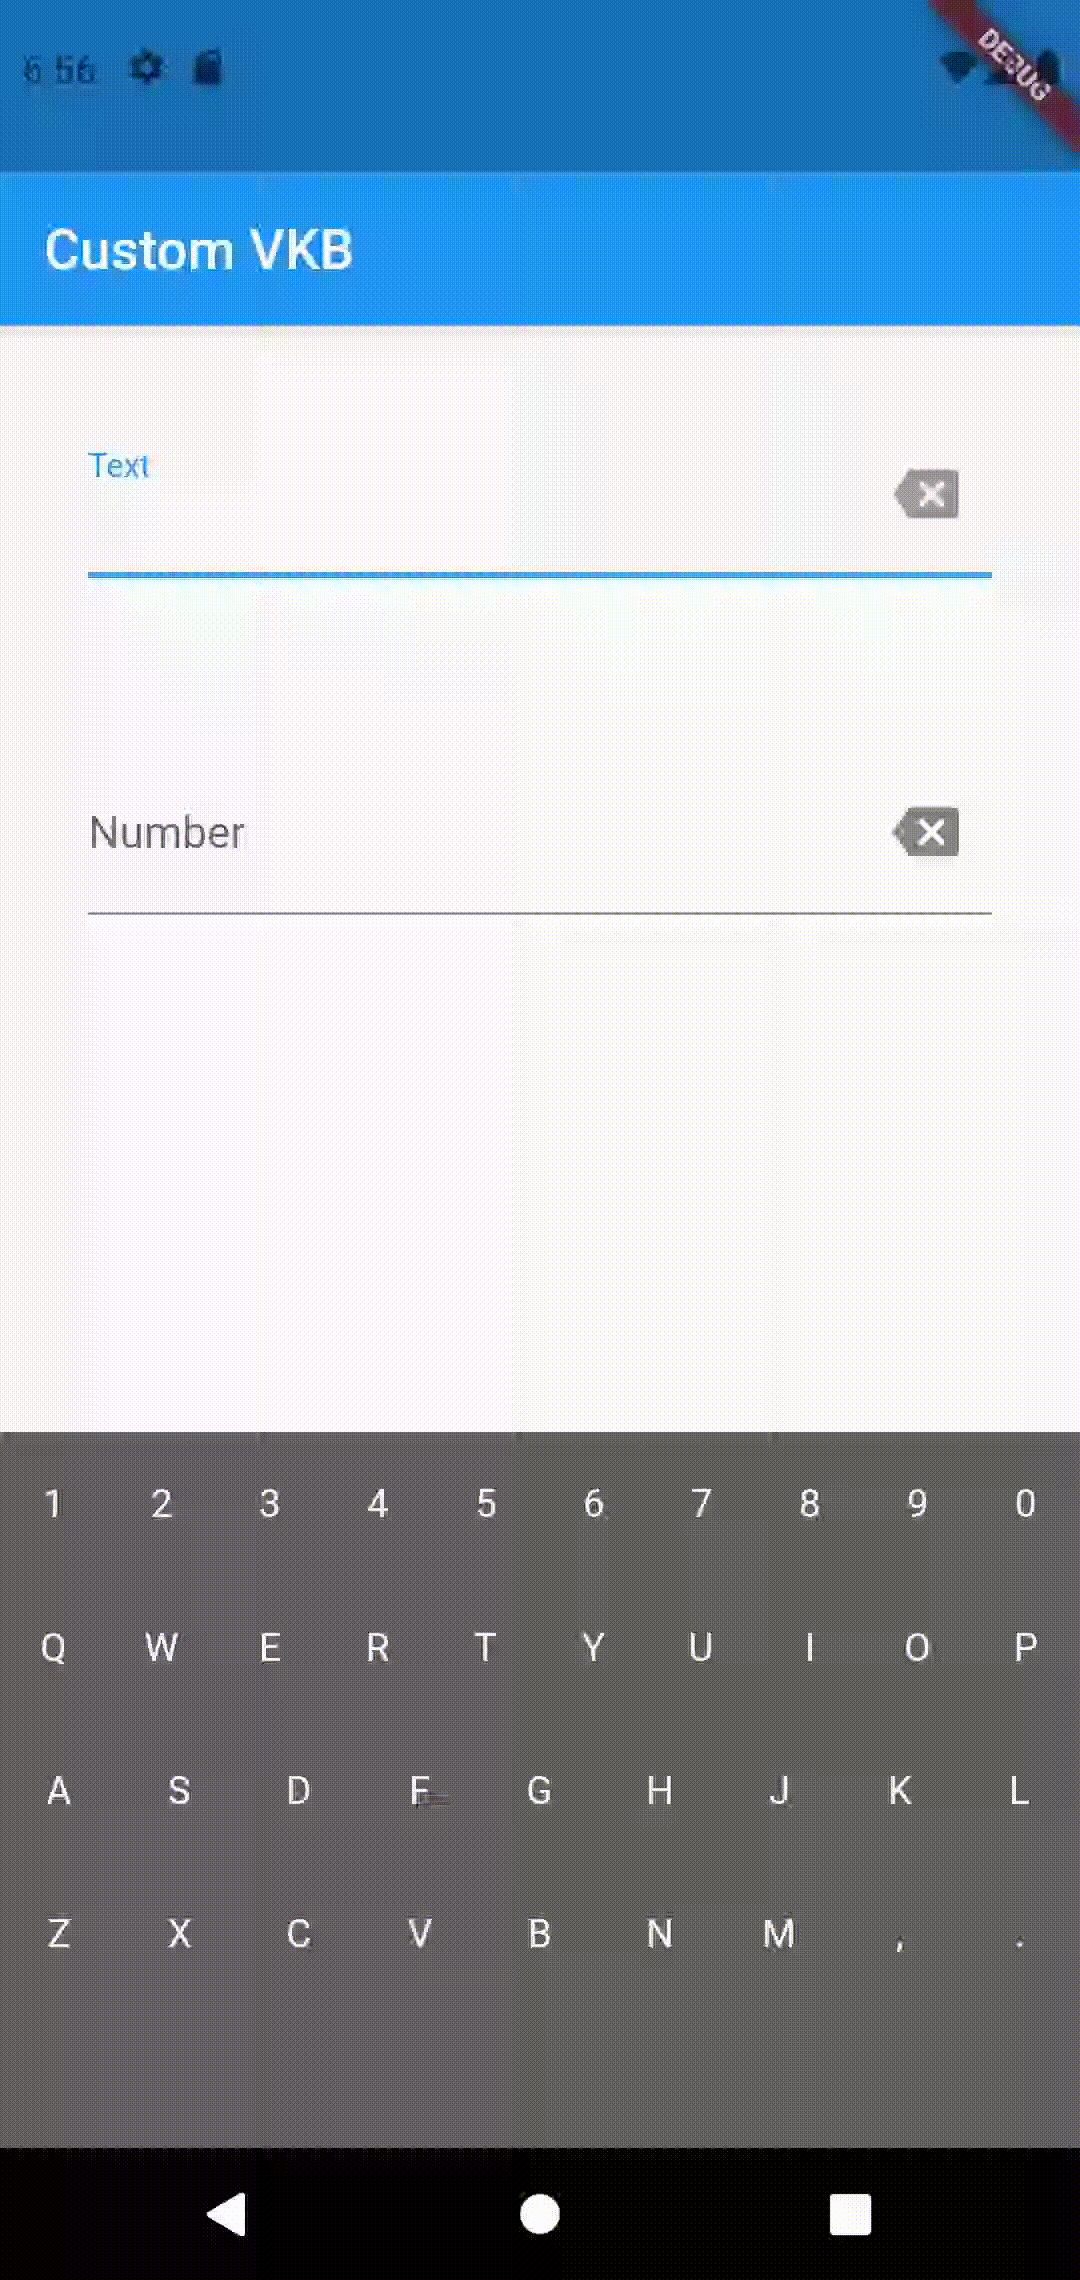 6 56
DEBUG
Custom VKB
Text
Number
1 2 3 4 5 6 7 8 9 0
Q W E R T Y U I O P
A S D F G H J K L
Z X C V B N M , .